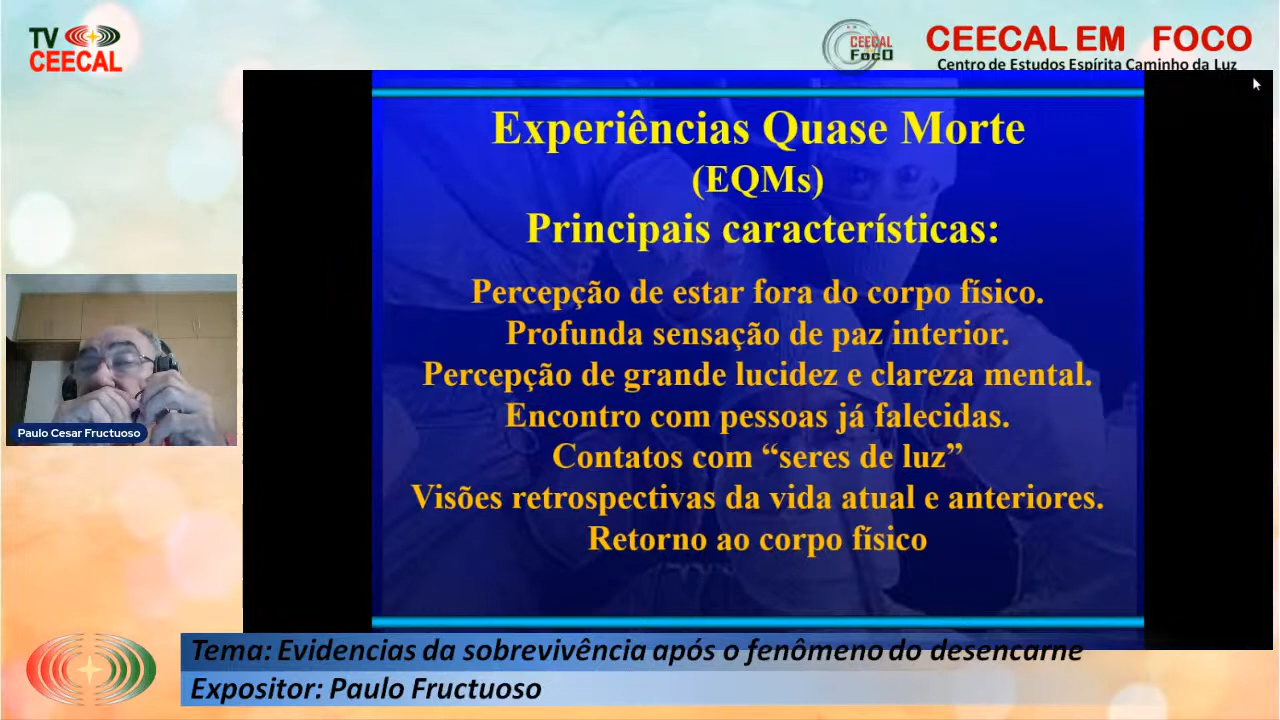 TV
CEECAL
CEECAL
Em
FocO
CEECAL EM FOCO
Centro de Estudos Espírita Caminho da Luz
Experiências Quase Morte
(EQMs)
Principais características:
Percepção de estar fora do corpo físico.
Profunda sensação de paz interior.
Percepção de grande lucidez e clareza mental.
Encontro com pessoas já falecidas.
Contatos com “seres de luz”
Visões retrospectivas da vida atual e anteriores.
Retorno ao corpo físico
Paulo Cesar Fructuoso
Tema: Evidencias da sobrevivência após o fenômeno do desencarne
Expositor: Paulo Fructuoso